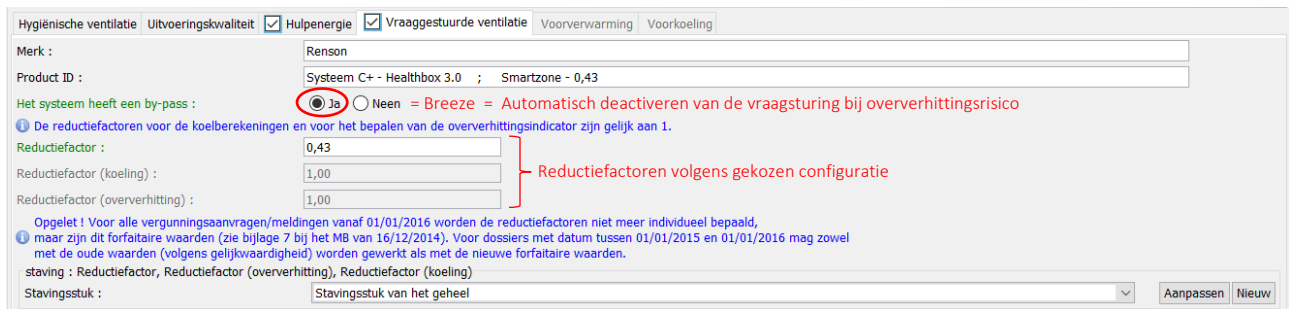 Hygiënische ventilatie Uitvoeringskwaliteit Hulpenergie Vraaggestuurde ventilatie Voorverwarming Voorkoeling
Merk : Renson
Product ID : Systeem C+ - Healthbox 3.0 ; Smartzone - 0,43
Het systeem heeft een by-pass : Ja Neen = Breeze = Automatisch deactiveren van de vraagsturing bij oververhittingsrisico
De reductiefactoren voor de koelberekeningen en voor het bepalen van de oververhittingsindicator zijn gelijk aan 1.
Reductiefactor : 0,43
Reductiefactor (koeling) : 1,00 Reductiefactoren volgens gekozen configuratie
Reductiefactor (oververhitting) : 1,00
Opgelet ! Voor alle vergunningsaanvragen/meldingen vanaf 01/01/2016 worden de reductiefactoren niet meer individueel bepaald,
maar zijn dit forfaitaire waarden (zie bijlage 7 bij het MB van 16/12/2014). Voor dossiers met datum tussen 01/01/2015 en 01/01/2016 mag zowel
met de oude waarden (volgens gelijkwaardigheid) worden gewerkt als met de nieuwe forfaitaire waarden.
staving : Reductiefactor, Reductiefactor (oververhitting), Reductiefactor (koeling)
Stavingsstuk : Stavingsstuk van het geheel Aanpassen Nieuw